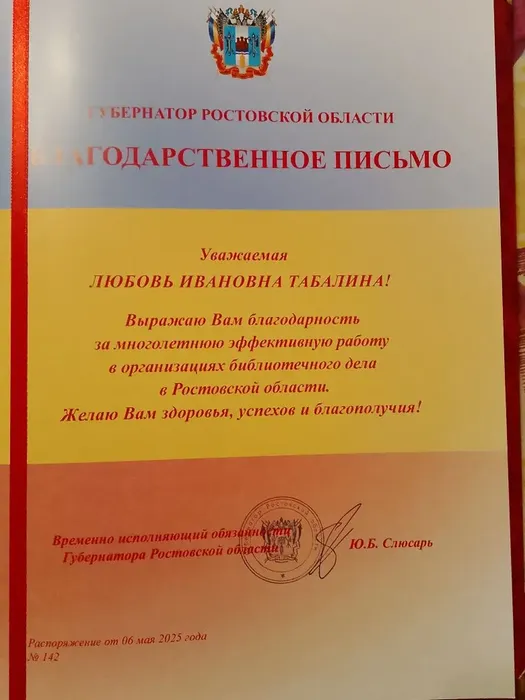 ГУБЕРНАТОР РОСТОВСКОЙ ОБЛАСТИ
БЛАГОДАРСТВЕННОЕ ПИСЬМО
Уважаемая
ЛЮБОВЬ ИВАНОВНА ТАБАЛИНА!
Выражаю Вам благодарность
за многолетнюю эффективную работу
в организациях библиотечного дела
в Ростовской области.
Желаю Вам здоровья, успехов и благополучия!
Временно исполняющий обязанности
Губернатора Ростовской области
Ю.Б. Слюсарь
Распоряжение от 06 мая 2025 года
№ 142